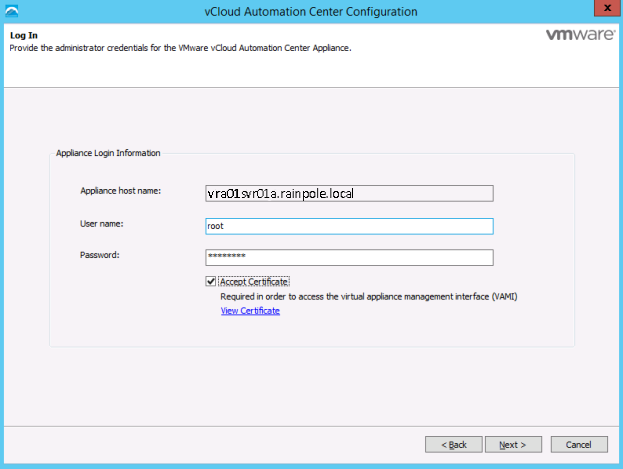 vCloud Automation Center Configuration
x
Log In
Provide the administrator credentials for the VMware vCloud Automation Center Appliance.
vmware
Appliance Login Information
Appliance host name:
vra01svr01a.rainpole.local
User name:
root
Password:
********
Accept Certificate
Required in order to access the virtual appliance management interface (VAMI)
View Certificate
< Back
Next >
Cancel